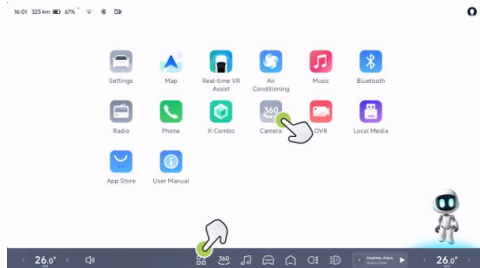 16:01 323 km 67%
Settings
Map
Real-time VR
Assist
Air
Conditioning
Music
Bluetooth
Radio
Phone
X-Combo
360
Camera
DVR
Local Media
App Store
User Manual
26.0°
360
26.0°